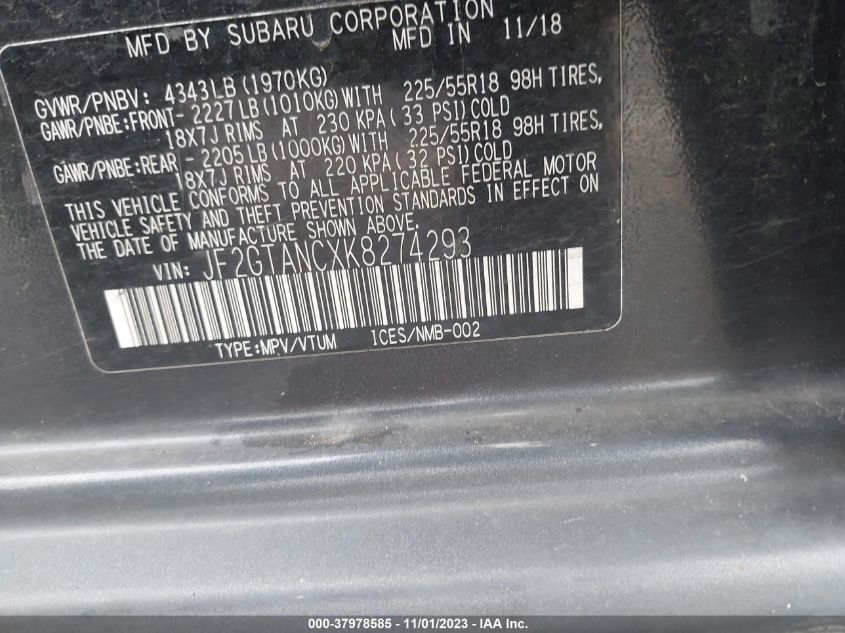 MFD BY SUBARU CORPORATION
MFD IN 11/18
GVWR/PNBV: 4343LB (1970KG)
GAWR/PNBE:FRONT- 2227LB (1010KG) WITH 225/55R18 98H TIRES,
18X7J RIMS AT 230 KPA (33 PSI) COLD
GAWR/PNBE:REAR - 2205LB (1000KG) WITH 225/55R18 98H TIRES,
18X7J RIMS AT 220 KPA (32 PSI) COLD
THIS VEHICLE CONFORMS TO ALL APPLICABLE FEDERAL MOTOR
VEHICLE SAFETY AND THEFT PREVENTION STANDARDS IN EFFECT ON
THE DATE OF MANUFACTURE SHOWN ABOVE.
VIN: JF2GTANCXK8274293
TYPE:MPV/VTUM ICES/NMB-002
000-37978585 - 11/01/2023 - IAA Inc.